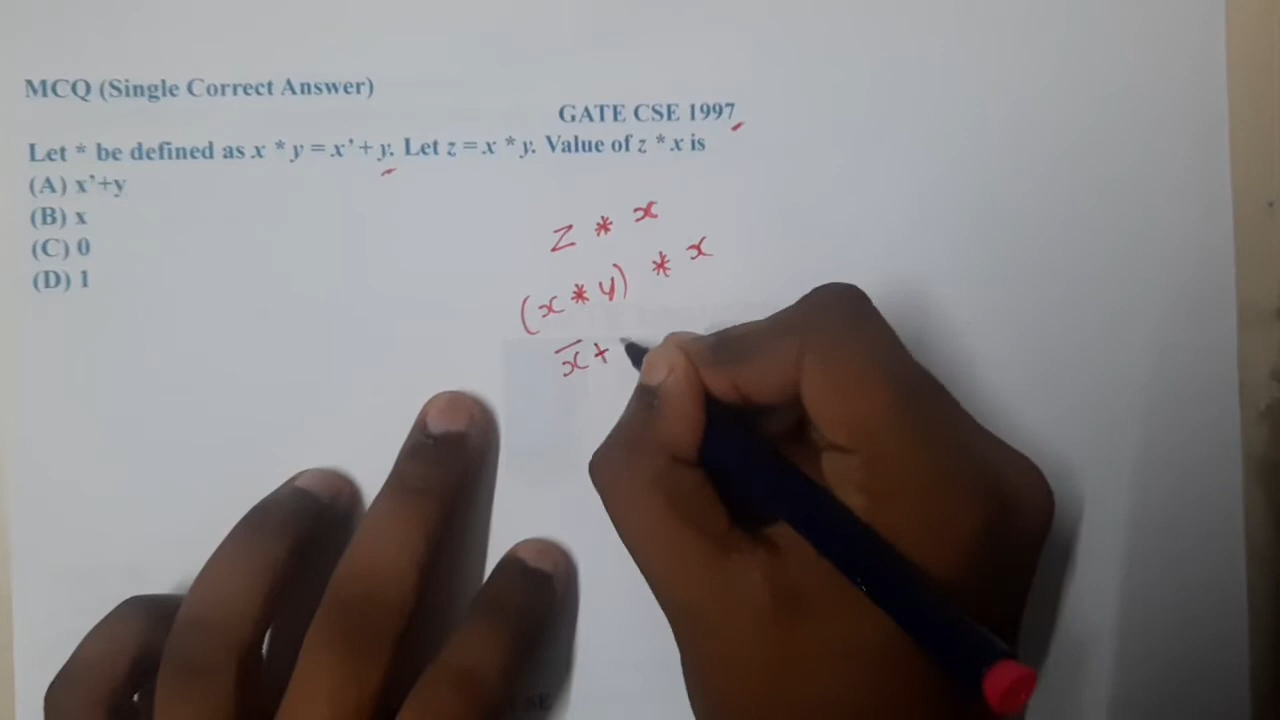 MCQ (Single Correct Answer)
GATE CSE 1997
Let * be defined as x * y = x’ + y. Let z = x * y. Value of z * x is
(A) x’+y
(B) x
(C) 0
(D) 1
z * x
(x * y) * x
x̅ +